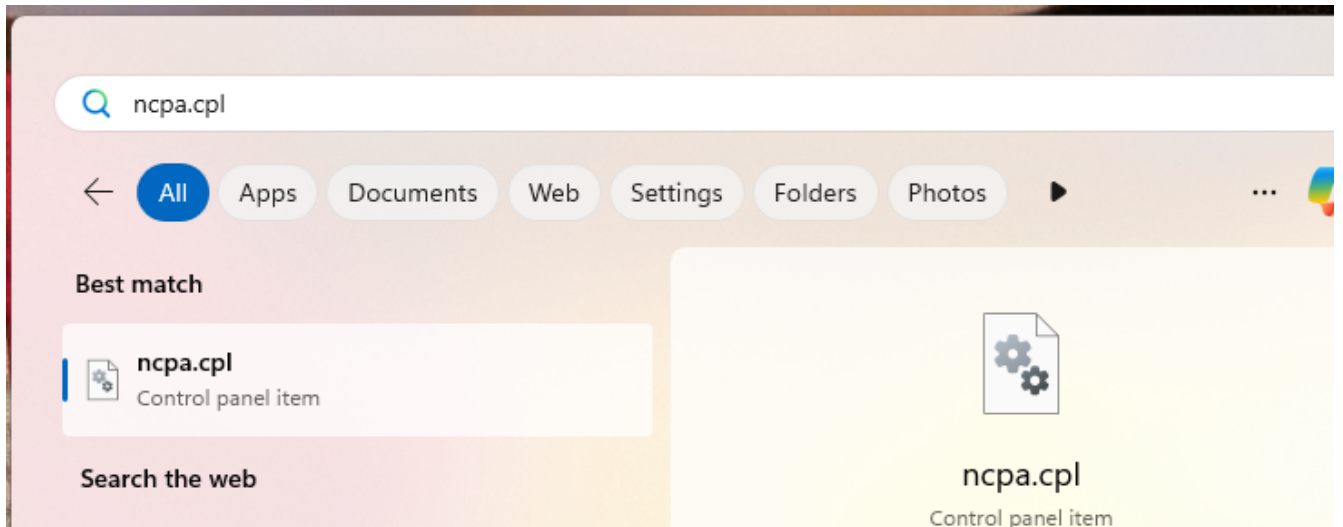 ncpa.cpl
All Apps Documents Web Settings Folders Photos
Best match
ncpa.cpl
Control panel item
Search the web
ncpa.cpl
Control panel item